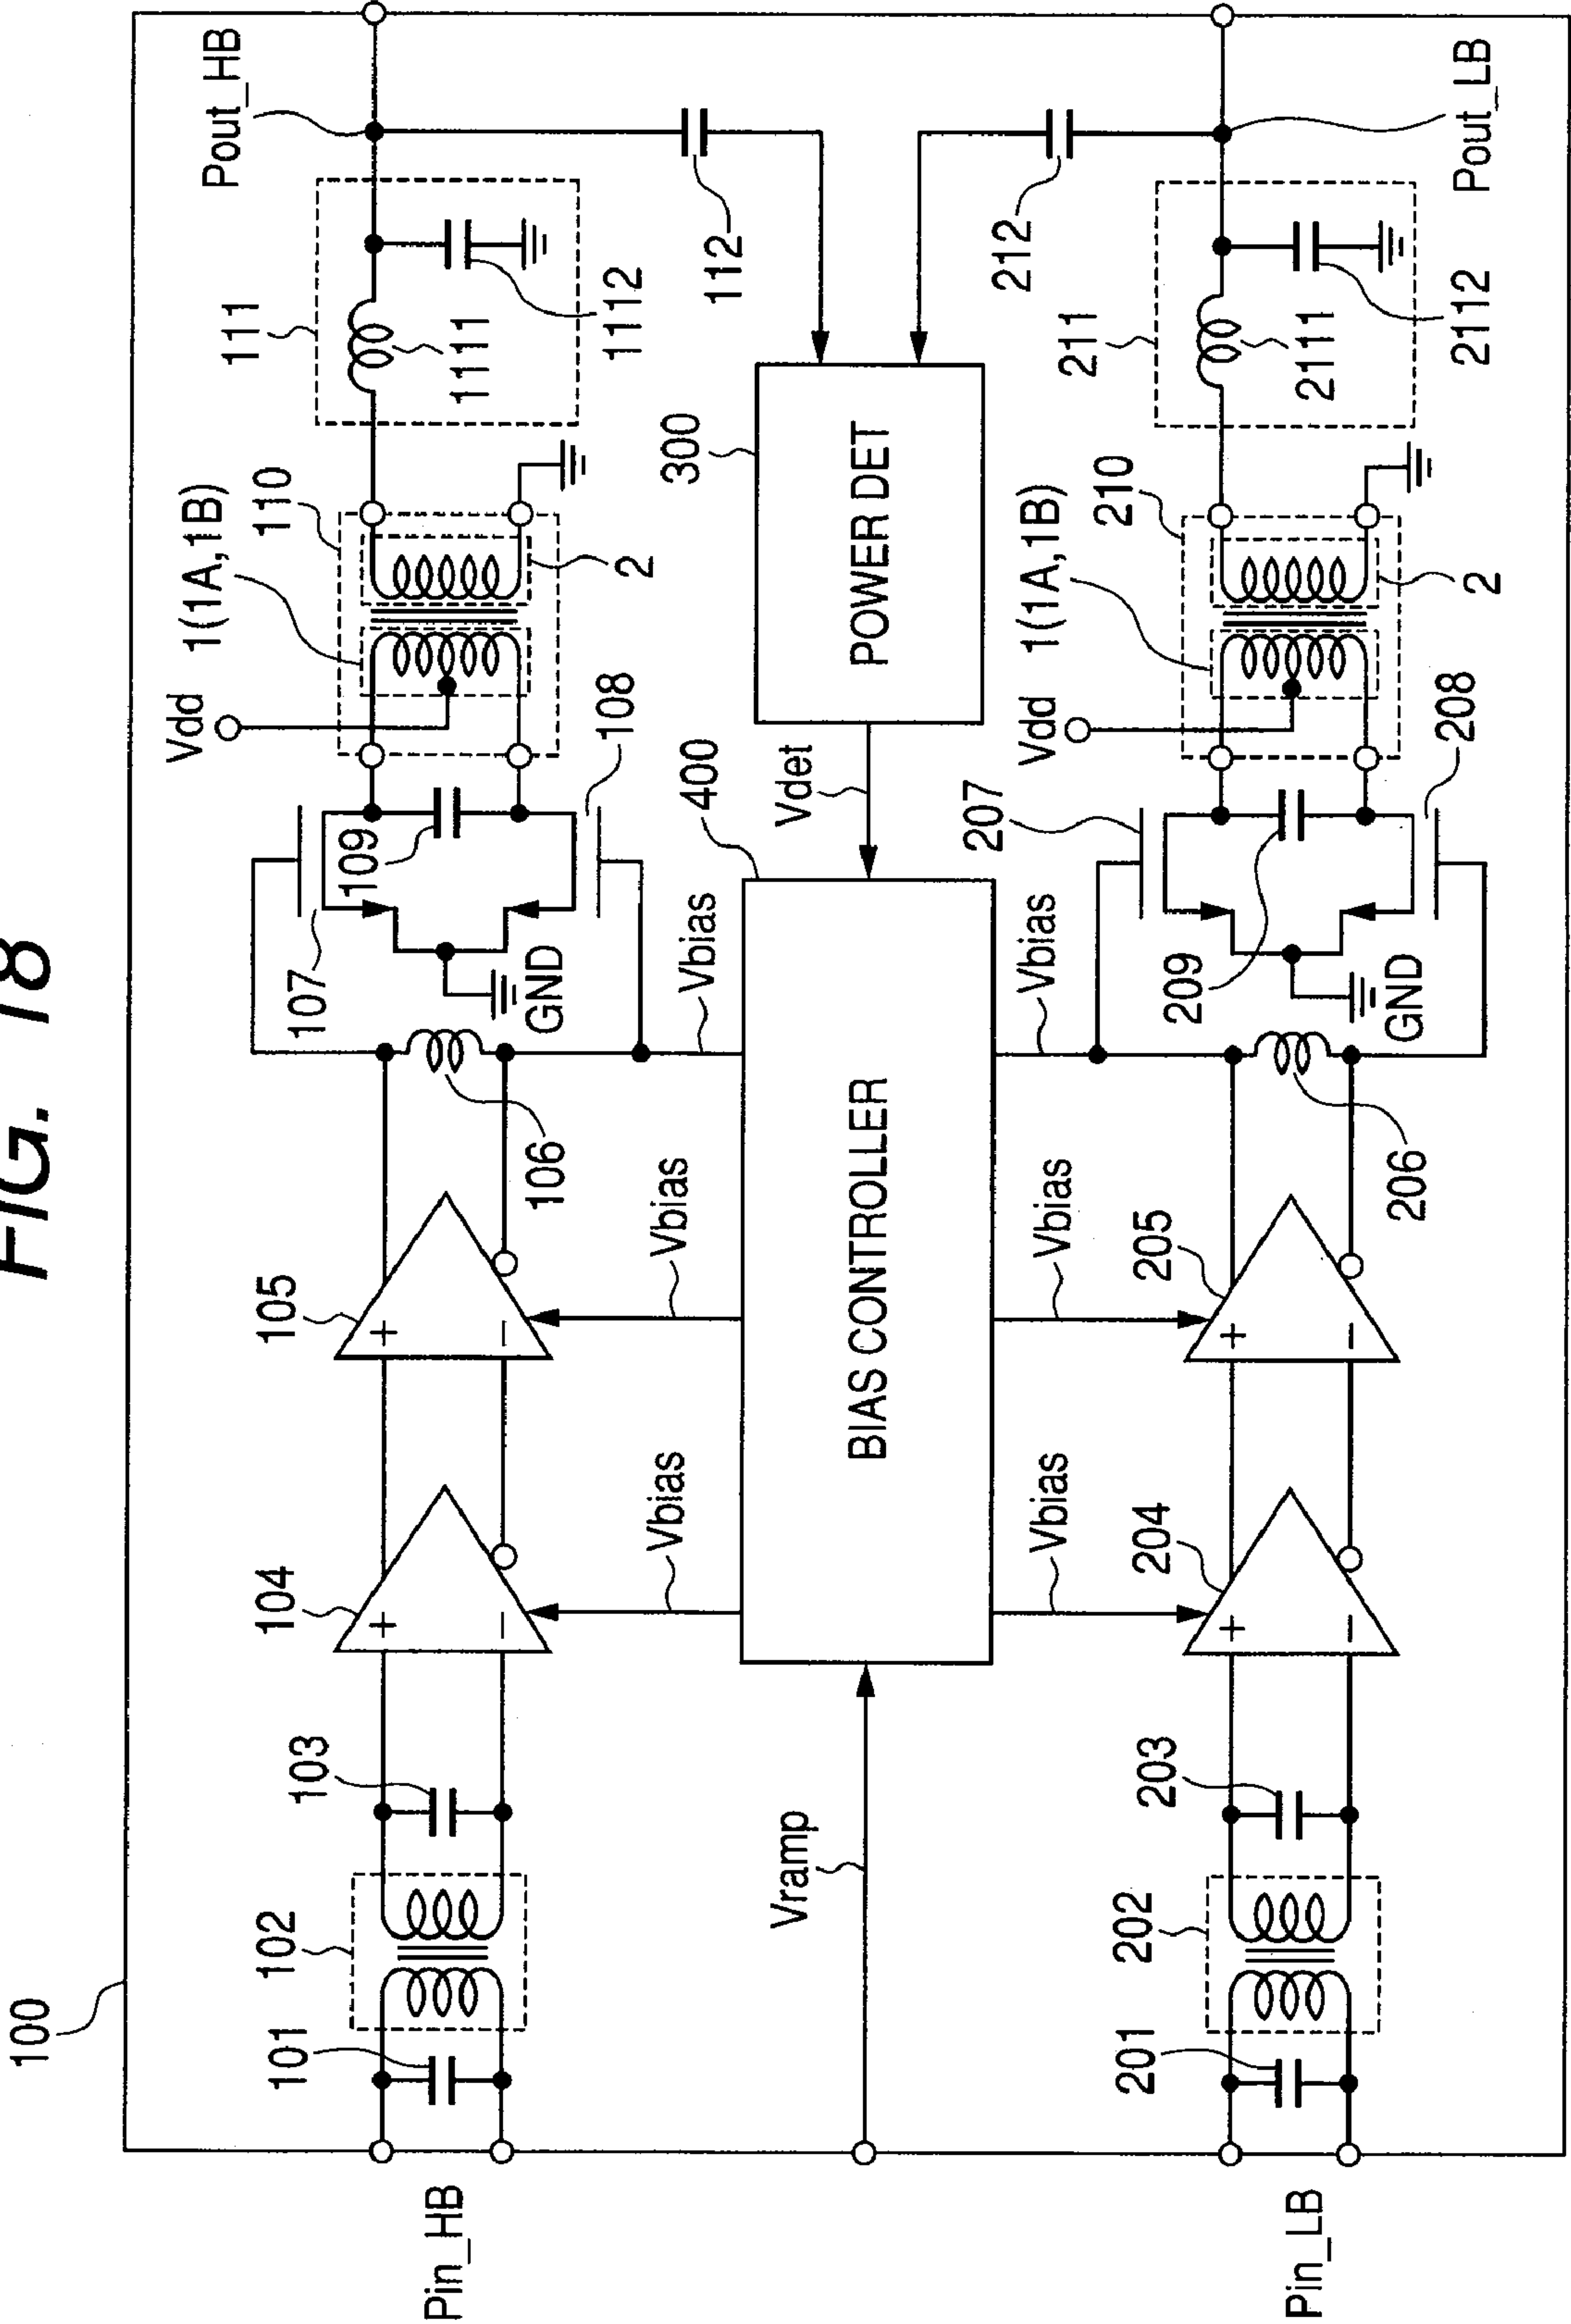 FIG. 18
100
Pin_HB
101
102
103
104
+
−
105
+
−
106
107
108
109
GND
Vdd
1(1A,1B)
110
2
111
1111
1112
Pout_HB
112
Vbias
Vbias
Vbias
Vramp
BIAS CONTROLLER
400
Vdet
POWER DET
300
212
Vbias
Vbias
Vbias
Pin_LB
201
202
203
204
+
−
205
+
−
206
207
208
209
GND
Vdd
1(1A,1B)
210
2
211
2111
2112
Pout_LB